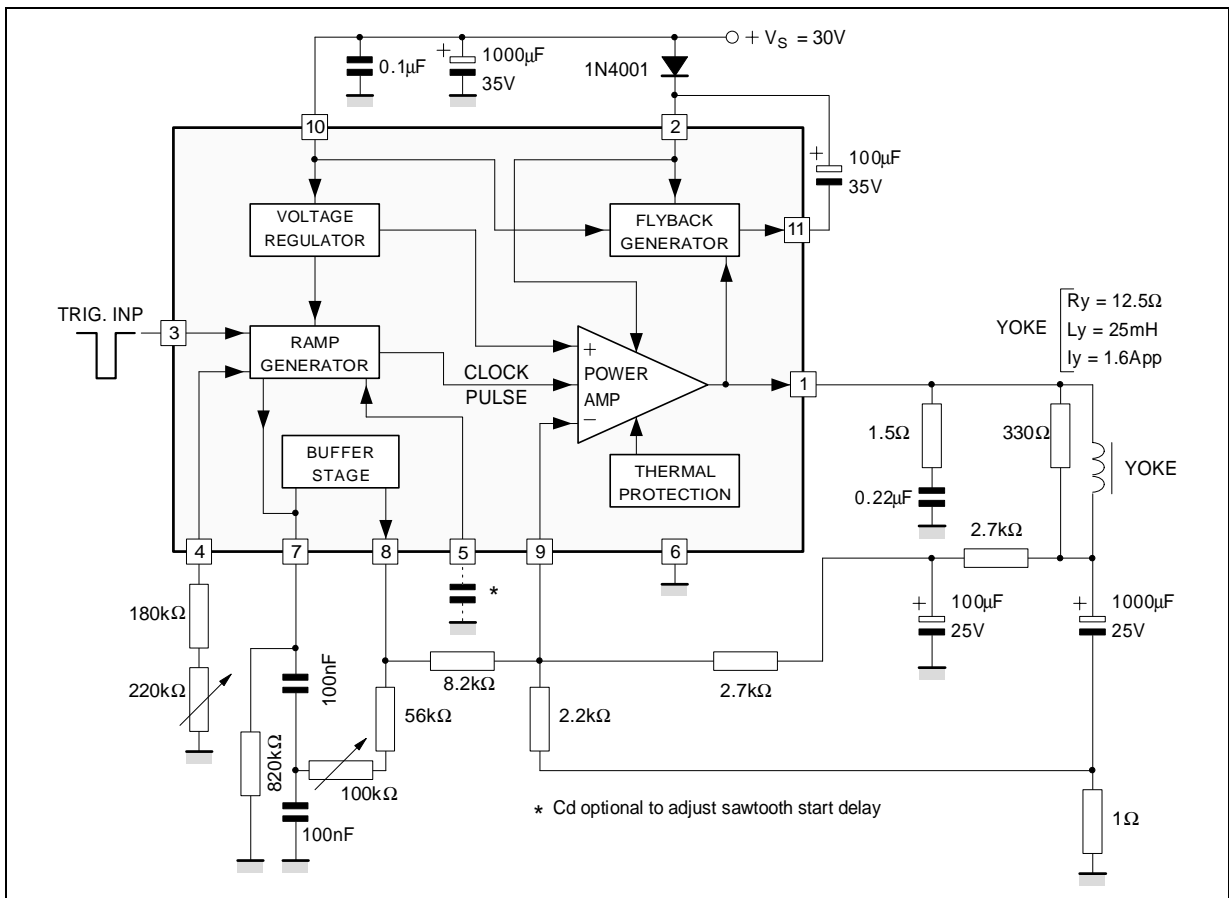 + VS = 30V
0.1µF
+ 1000µF
35V
1N4001
10
2
+ 100µF
35V
VOLTAGE
REGULATOR
FLYBACK
GENERATOR
11
TRIG. INP
3
RAMP
GENERATOR
CLOCK
PULSE
+
POWER
AMP
−
1
YOKE
Ry = 12.5Ω
Ly = 25mH
Iy = 1.6App
BUFFER
STAGE
THERMAL
PROTECTION
1.5Ω
330Ω
YOKE
0.22µF
2.7kΩ
4
7
8
5
9
6
*
180kΩ
220kΩ
100nF
820kΩ
56kΩ
8.2kΩ
2.2kΩ
2.7kΩ
+ 100µF
25V
+ 1000µF
25V
100kΩ
100nF
* Cd optional to adjust sawtooth start delay
1Ω